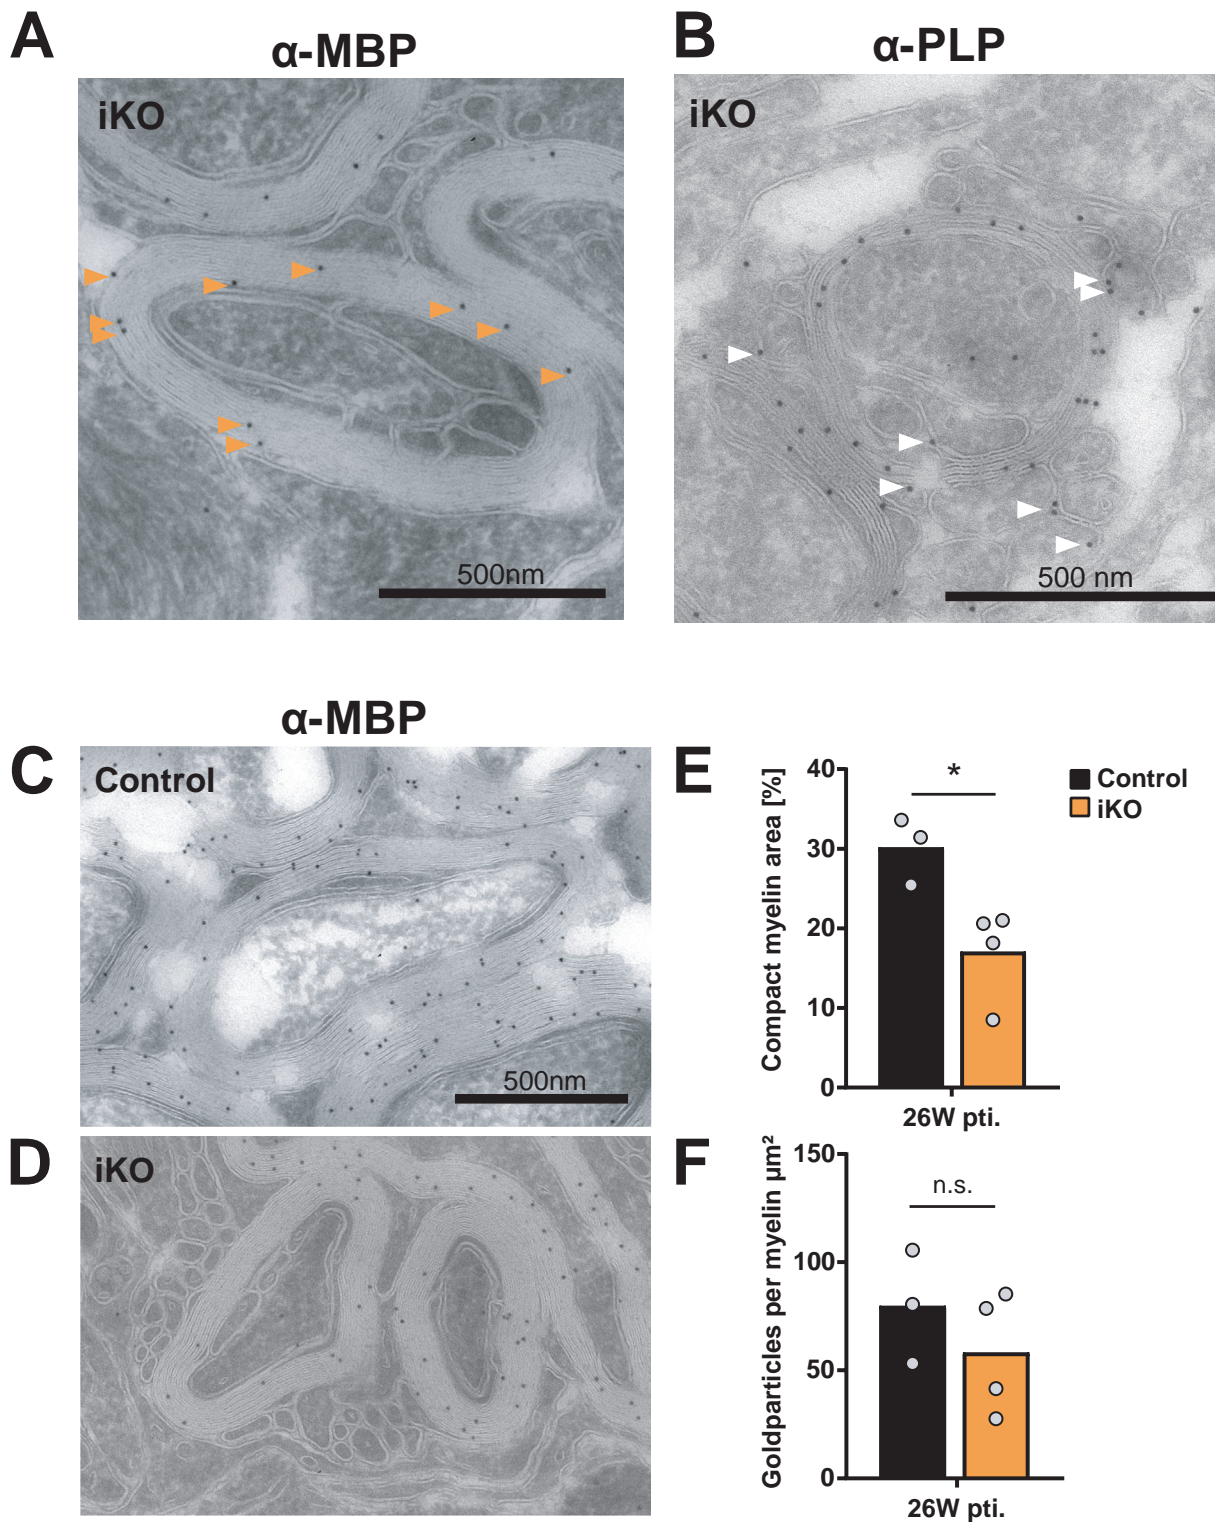 A
α-MBP
iKO
500nm
B
α-PLP
iKO
500 nm
α-MBP
C
Control
500nm
D
iKO
E
Compact myelin area [%]
40
30
20
10
0
*
26W pti.
Control
iKO
F
Goldparticles per myelin µm²
150
100
50
0
n.s.
26W pti.